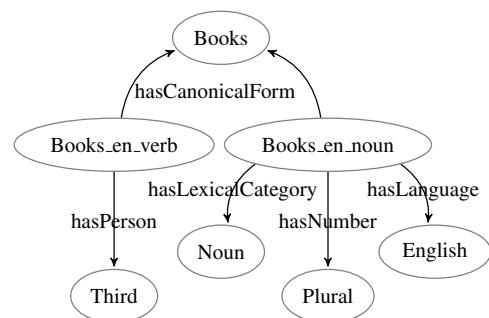 Books
hasCanonicalForm
Books_en_verb
Books_en_noun
hasLexicalCategory
hasLanguage
hasPerson
hasNumber
Noun
English
Third
Plural